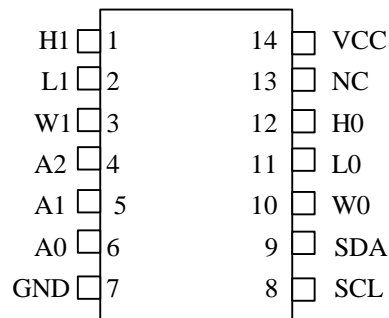 H1 1 14 VCC
L1 2 13 NC
W1 3 12 H0
A2 4 11 L0
A1 5 10 W0
A0 6 9 SDA
GND 7 8 SCL